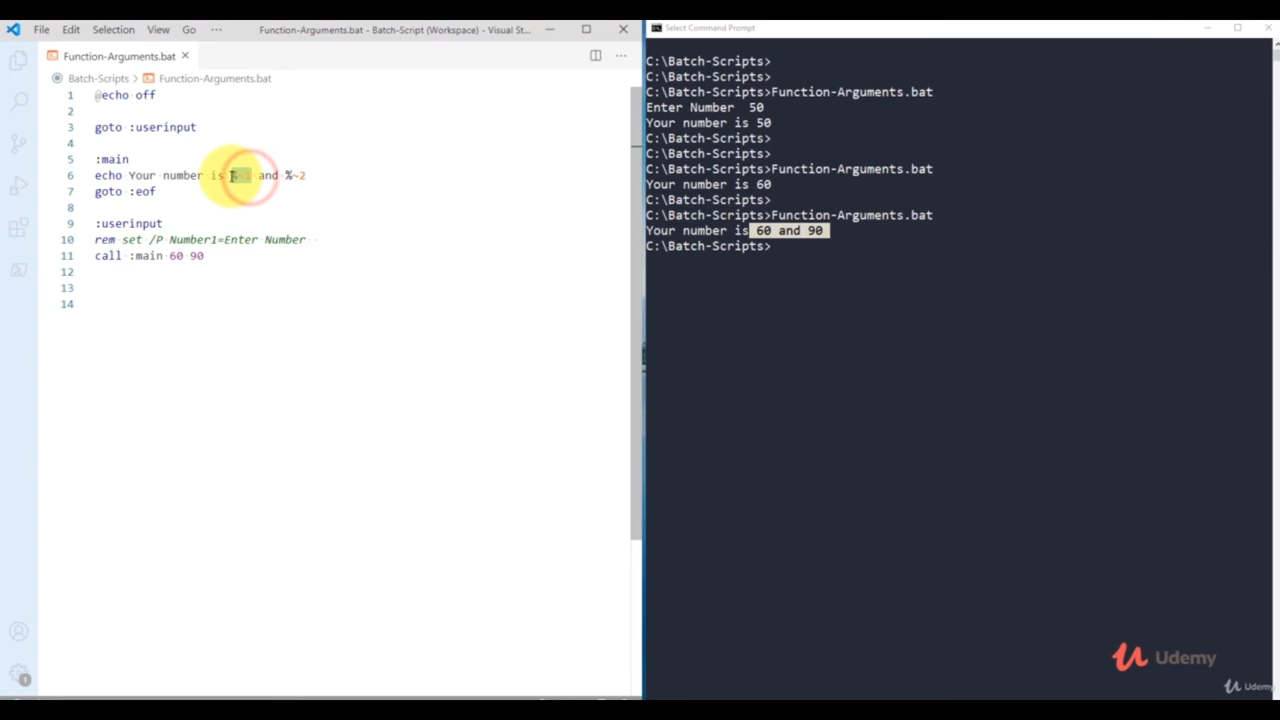 File Edit Selection View Go ··· Function-Arguments.bat - Batch-Script (Workspace) - Visual St...
Function-Arguments.bat
Batch-Scripts > Function-Arguments.bat
1 @echo off
2
3 goto :userinput
4
5 :main
6 echo Your number is %~1 and %~2
7 goto :eof
8
9 :userinput
10 rem set /P Number1=Enter Number
11 call :main 60 90
12
13
14
1
Select Command Prompt
C:\Batch-Scripts>
C:\Batch-Scripts>
C:\Batch-Scripts>Function-Arguments.bat
Enter Number  50
Your number is 50
C:\Batch-Scripts>
C:\Batch-Scripts>
C:\Batch-Scripts>Function-Arguments.bat
Your number is 60
C:\Batch-Scripts>
C:\Batch-Scripts>Function-Arguments.bat
Your number is 60 and 90
C:\Batch-Scripts>
Udemy
Udemy